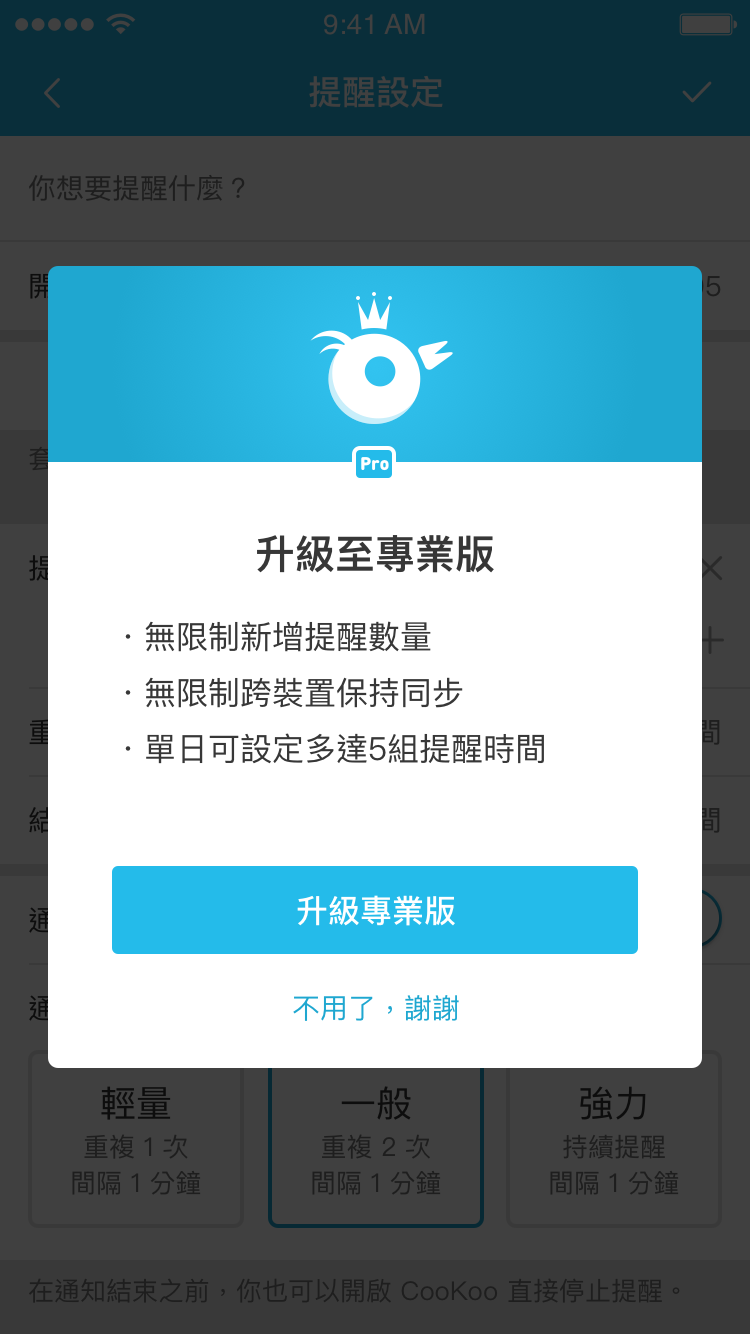 9:41 AM
提醒設定
你想要提醒什麼？
開
5
Pro
套
升級至專業版
提
・無限制新增提醒數量
・無限制跨裝置保持同步
重
間
・單日可設定多達5組提醒時間
結
間
升級專業版
通
不用了，謝謝
通
輕量
一般
強力
重複 1 次
重複 2 次
持續提醒
間隔 1 分鐘
間隔 1 分鐘
間隔 1 分鐘
在通知結束之前，你也可以開啟 CooKoo 直接停止提醒。